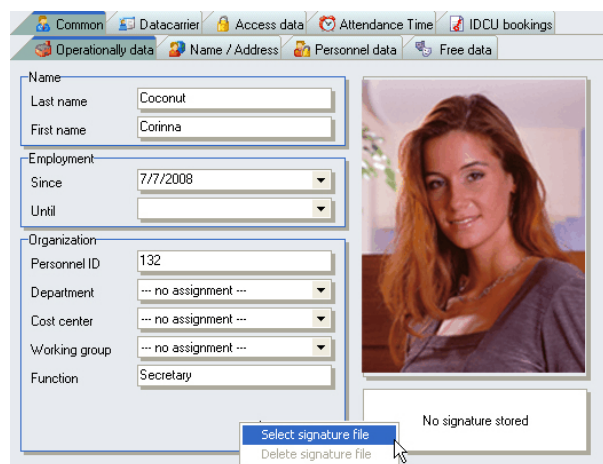 Common Datacarrier Access data Attendance Time IDCU bookings
Operationally data Name / Address Personnel data Free data
Name
Last name Coconut
First name Corinna
Employment
Since 7/7/2008
Until
Organization
Personnel ID 132
Department --- no assignment ---
Cost center --- no assignment ---
Working group --- no assignment ---
Function Secretary
No signature stored
Select signature file
Delete signature file